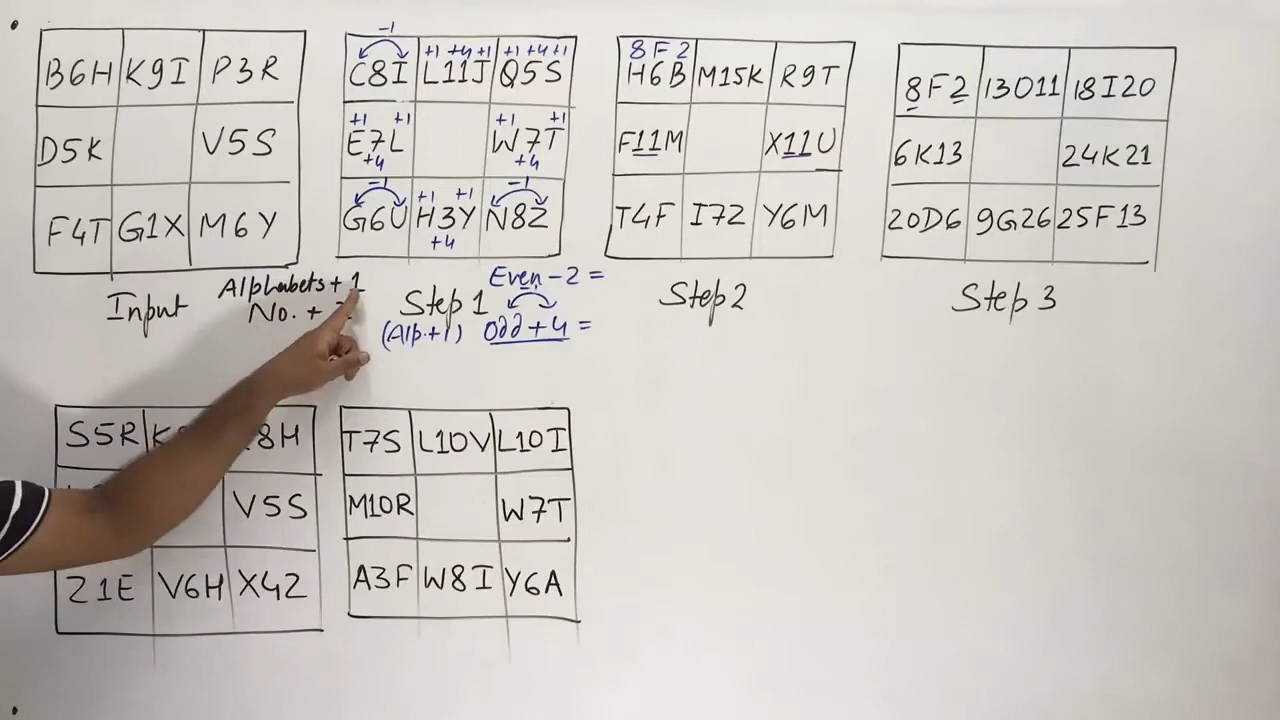 B6H K9I P3R
D5K V5S
F4T G1X M6Y
Input
Alphabets + 1
No. +
-1
C8I +1 +4 +1 L11J +1 +4 +1 Q5S
+1 +1 E7L +4
+1 +1 W7T +4
-1 G6U +1 +1 H3Y +4 -1 N8Z
Step 1
(Alp.+1)
Even - 2 =
Odd + 4 =
8 F 2
H6B M15K R9T
F11M X11U
T4F I7Z Y6M
Step 2
8F2 13O11 18I20
6K13 24K21
20D6 9G26 25F13
Step 3
S5R 8H
V5S
Z1E V6H X4Z
T7S L10V L10I
M10R W7T
A3F W8I Y6A